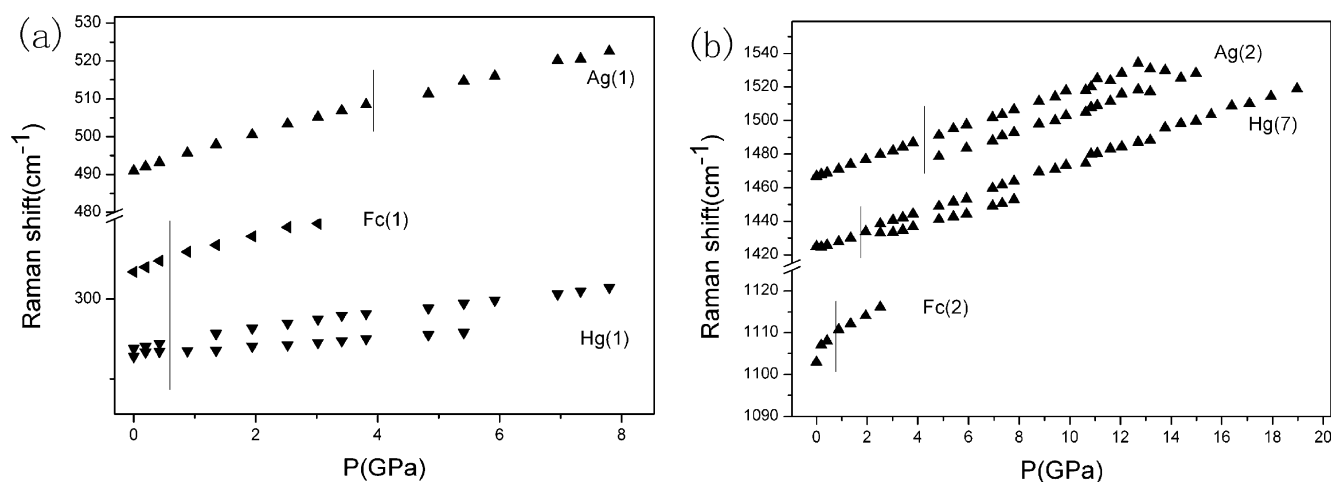 (a)
530
520
510
500
490
480
300
Raman shift(cm-1)
Ag(1)
Fc(1)
Hg(1)
0 2 4 6 8
P(GPa)
(b)
1540
1520
1500
1480
1460
1440
1420
1120
1110
1100
1090
Raman shift(cm-1)
Ag(2)
Hg(7)
Fc(2)
0 2 4 6 8 10 12 14 16 18 20
P(GPa)